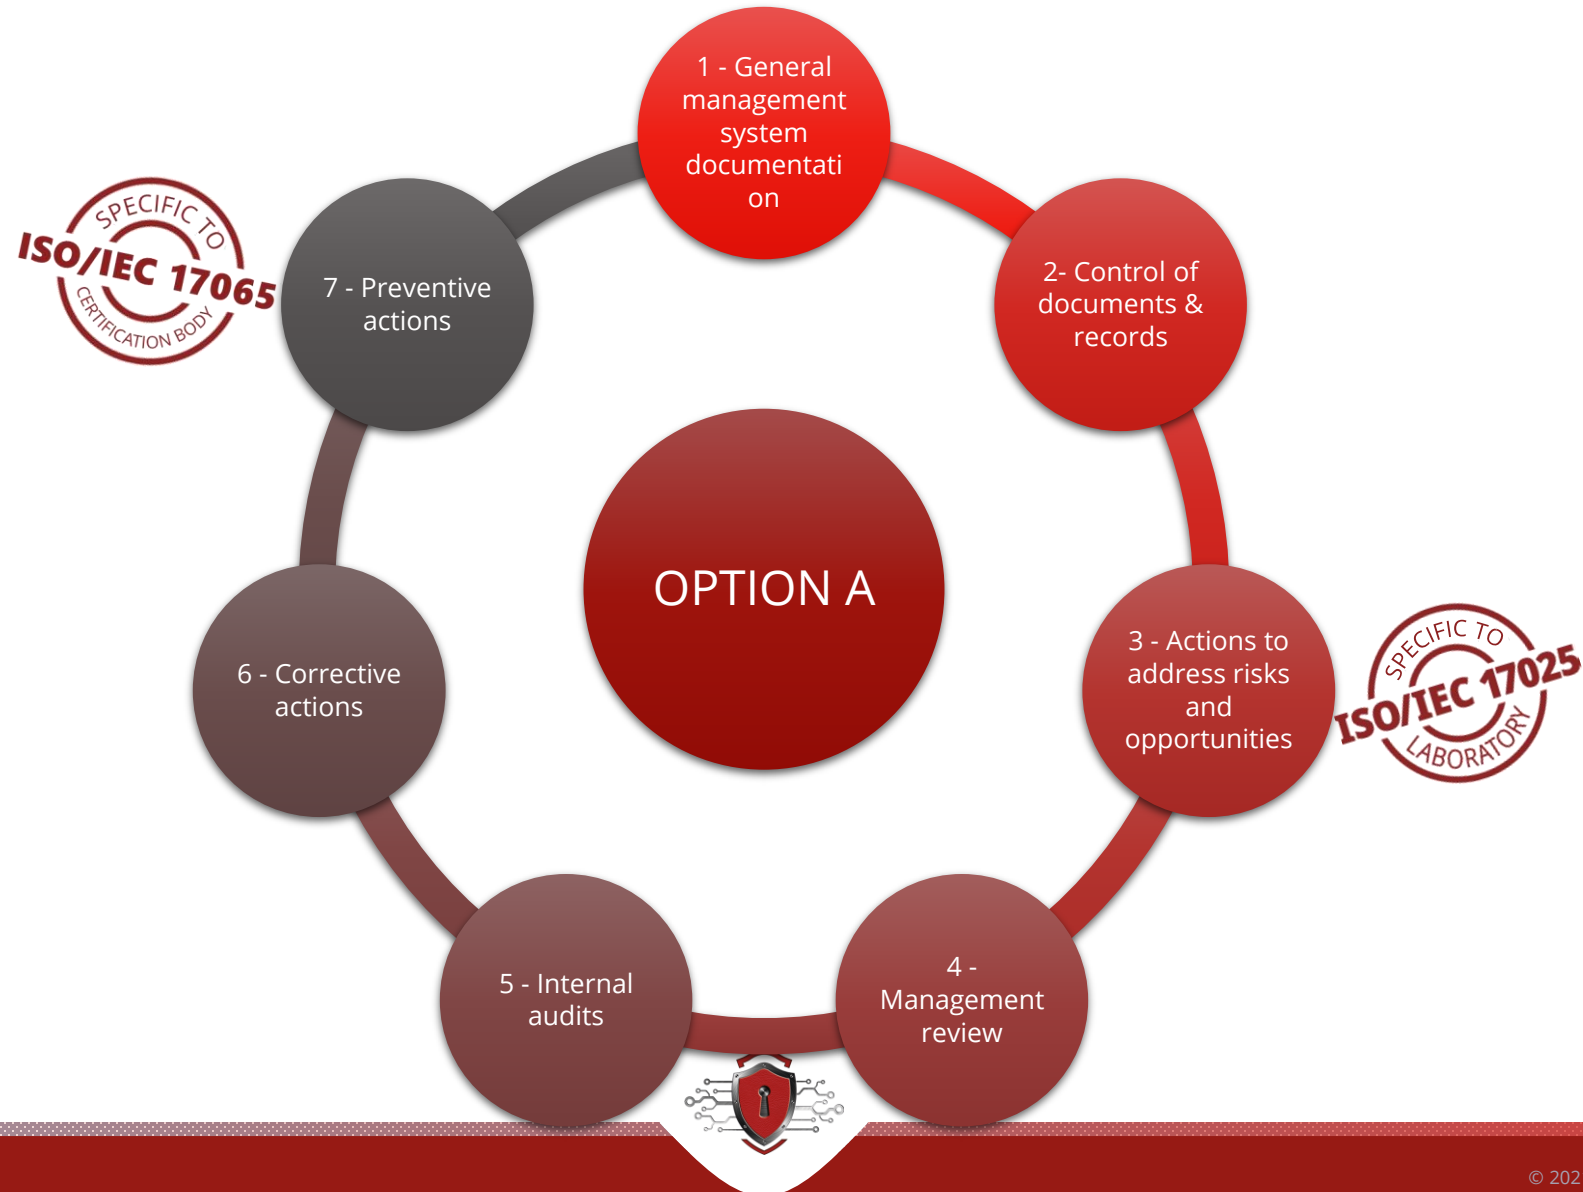 1 - General
management
system
documentati
on
2- Control of
documents &
records
3 - Actions to
address risks
and
opportunities
4 -
Management
review
5 - Internal
audits
6 - Corrective
actions
7 - Preventive
actions
OPTION A
SPECIFIC TO
ISO/IEC 17065
CERTIFICATION BODY
SPECIFIC TO
ISO/IEC 17025
LABORATORY
© 202